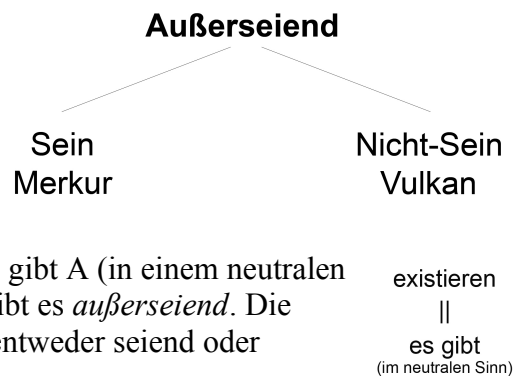 Außerseiend
Sein
Merkur
Nicht-Sein
Vulkan
gibt A (in einem neutralen
ibt es außerseiend. Die
entweder seiend oder
existieren
||
es gibt
(im neutralen Sinn)